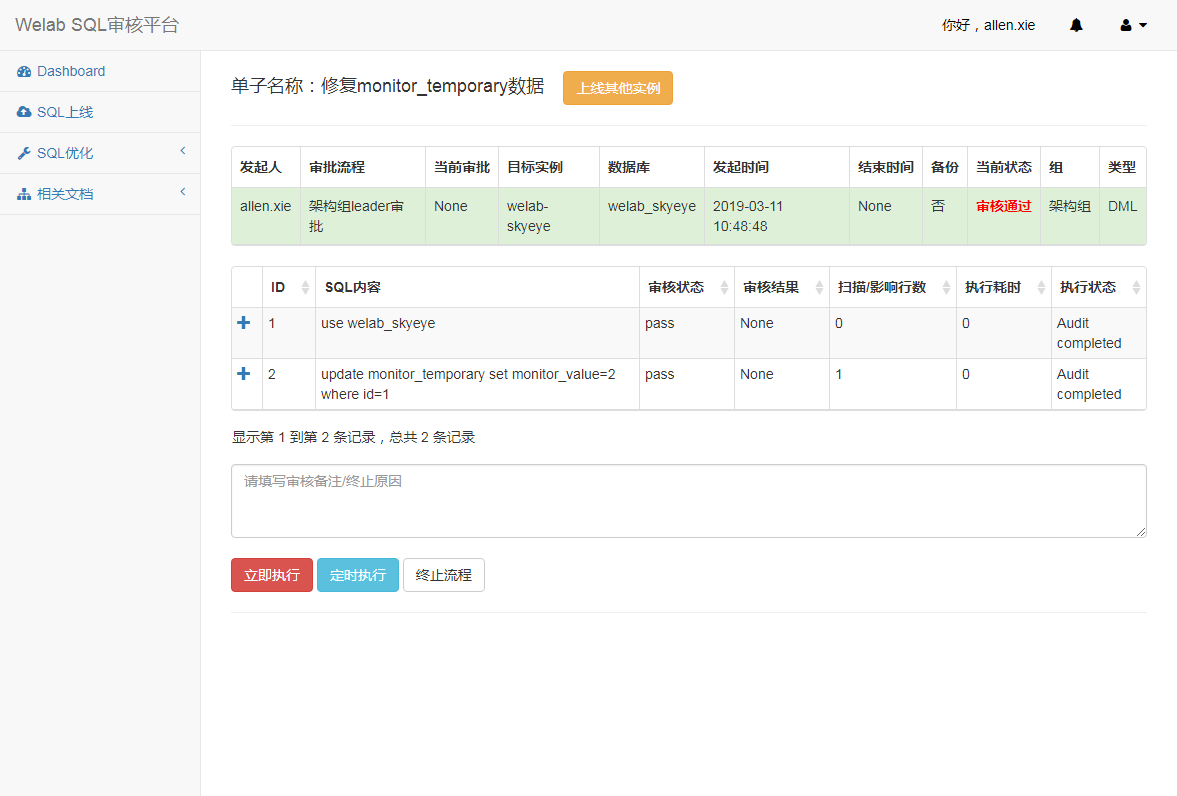 Welab SQL审核平台
你好，allen.xie
Dashboard
SQL上线
SQL优化
相关文档
单子名称：修复monitor_temporary数据
上线其他实例
发起人 审批流程 当前审批 目标实例 数据库 发起时间 结束时间 备份 当前状态 组 类型
allen.xie 架构组leader审 None welab- welab_skyeye 2019-03-11 None 否 审核通过 架构组 DML
批 skyeye 10:48:48
ID SQL内容 审核状态 审核结果 扫描/影响行数 执行耗时 执行状态
1 use welab_skyeye pass None 0 0 Audit
completed
2 update monitor_temporary set monitor_value=2 pass None 1 0 Audit
where id=1 completed
显示第 1 到第 2 条记录，总共 2 条记录
请填写审核备注/终止原因
立即执行 定时执行 终止流程